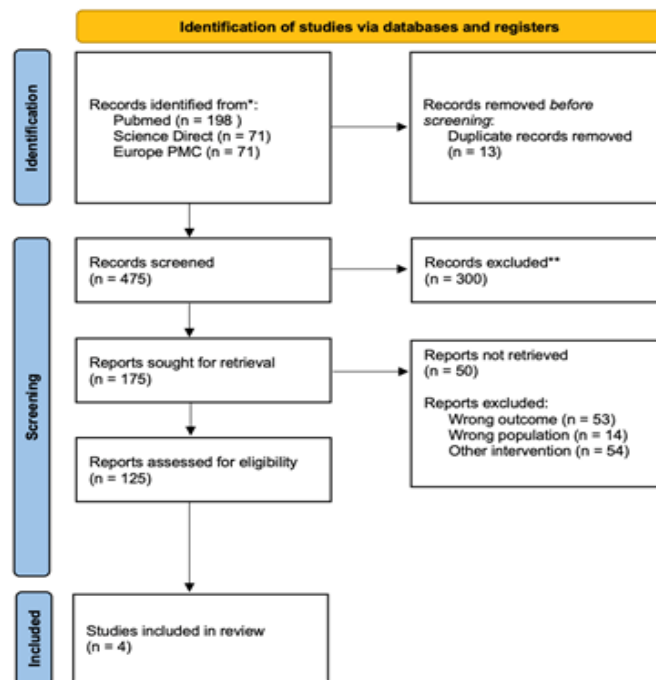 Identification of studies via databases and registers
Identification
Records identified from*:
Pubmed (n = 198 )
Science Direct (n = 71)
Europe PMC (n = 71)
Records removed before
screening:
Duplicate records removed
(n = 13)
Screening
Records screened
(n = 475)
Records excluded**
(n = 300)
Reports sought for retrieval
(n = 175)
Reports not retrieved
(n = 50)
Reports excluded:
Wrong outcome (n = 53)
Wrong population (n = 14)
Other intervention (n = 54)
Reports assessed for eligibility
(n = 125)
Included
Studies included in review
(n = 4)